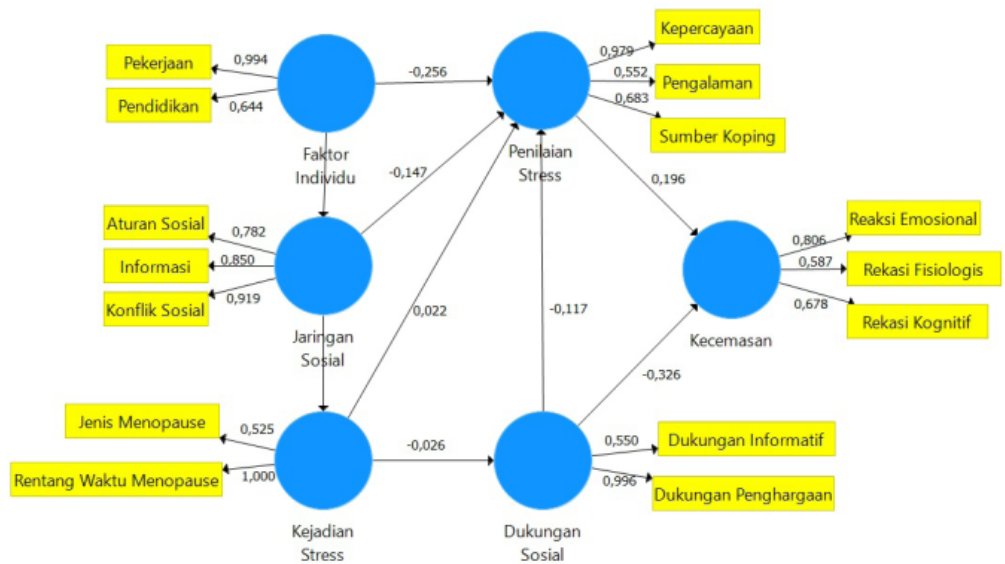 Kepercayaan
Pekerjaan
0,994
-0,256
0,979
0,552
Pengalaman
Pendidikan
0,644
0,683
Sumber Koping
Faktor
Individu
Penilaian
Stress
-0,147
0,196
Aturan Sosial
0,782
Reaksi Emosional
0,806
Informasi
0,850
0,587
Rekasi Fisiologis
Konflik Sosial
0,919
0,678
Rekasi Kognitif
0,022
-0,117
Jaringan
Sosial
Kecemasan
-0,326
Jenis Menopause
0,525
-0,026
0,550
Dukungan Informatif
Rentang Waktu Menopause
1,000
0,996
Dukungan Penghargaan
Kejadian
Stress
Dukungan
Sosial